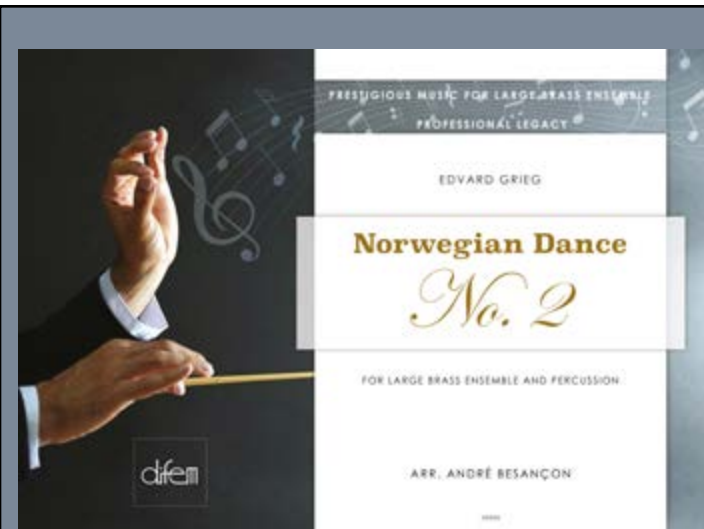 PRESTIGIOUS MUSIC FOR LARGE BRASS ENSEMBLE
PROFESSIONAL LEGACY
EDVARD GRIEG
Norwegian Dance
No. 2
FOR LARGE BRASS ENSEMBLE AND PERCUSSION
difem
ARR. ANDRÉ BESANÇON